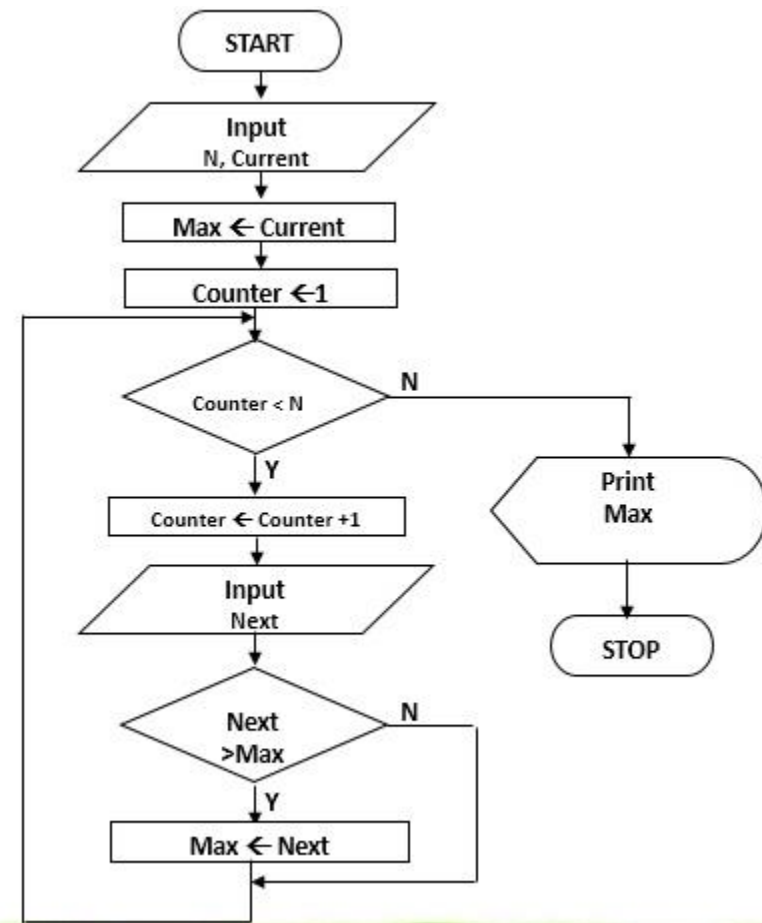 START
Input
N, Current
Max ← Current
Counter ←1
Counter < N
N
Y
Print
Max
Counter ← Counter +1
Input
Next
STOP
Next
>Max
N
Y
Max ← Next